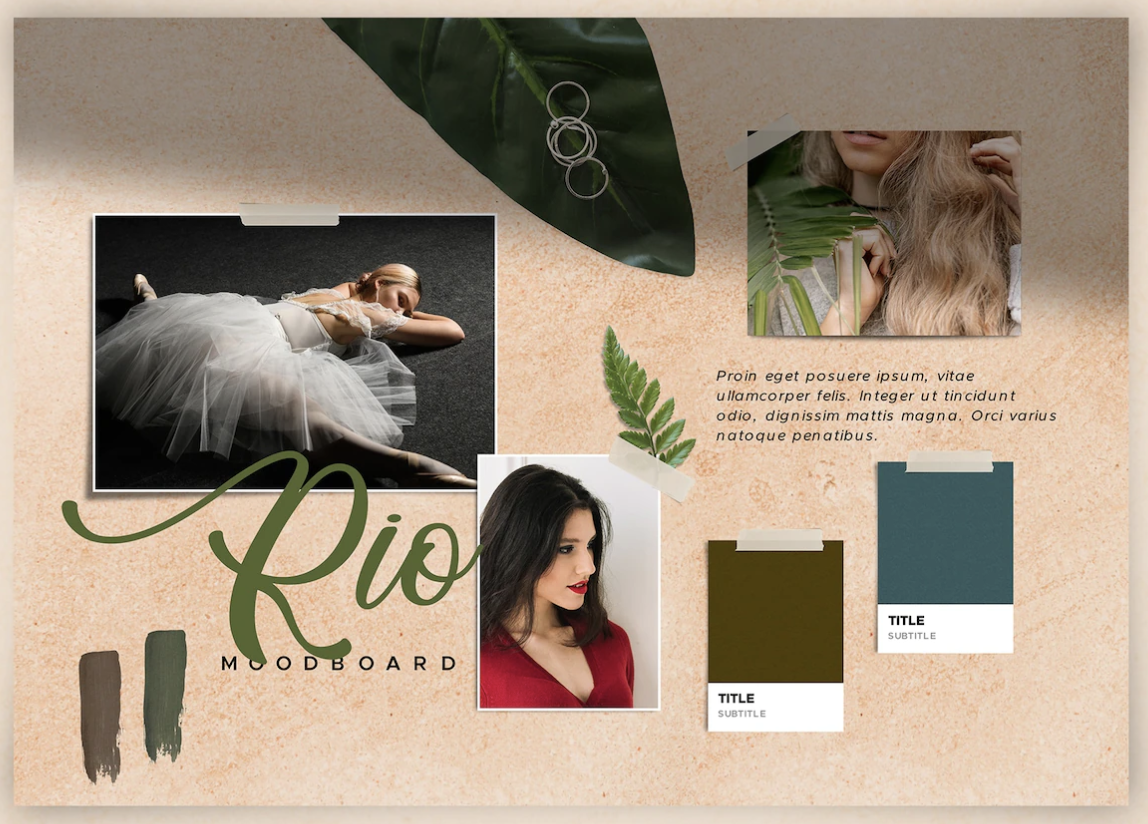 Proin eget posuere ipsum, vitae
ullamcorper felis. Integer ut tincidunt
odio, dignissim mattis magna. Orci varius
natoque penatibus.
Rio
MOODBOARD
TITLE
SUBTITLE
TITLE
SUBTITLE